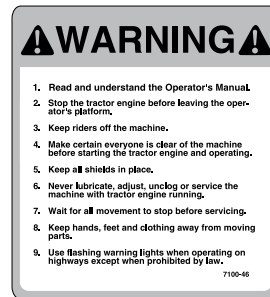 WARNING
1. Read and understand the Operator's Manual.
2. Stop the tractor engine before leaving the oper-
ator's platform.
3. Keep riders off the machine.
4. Make certain everyone is clear of the machine
before starting the tractor engine and operating.
5. Keep all shields in place.
6. Never lubricate, adjust, unclog or service the
machine with tractor engine running.
7. Wait for all movement to stop before servicing.
8. Keep hands, feet and clothing away from moving
parts.
9. Use flashing warning lights when operating on
highways except when prohibited by law.
7100-46